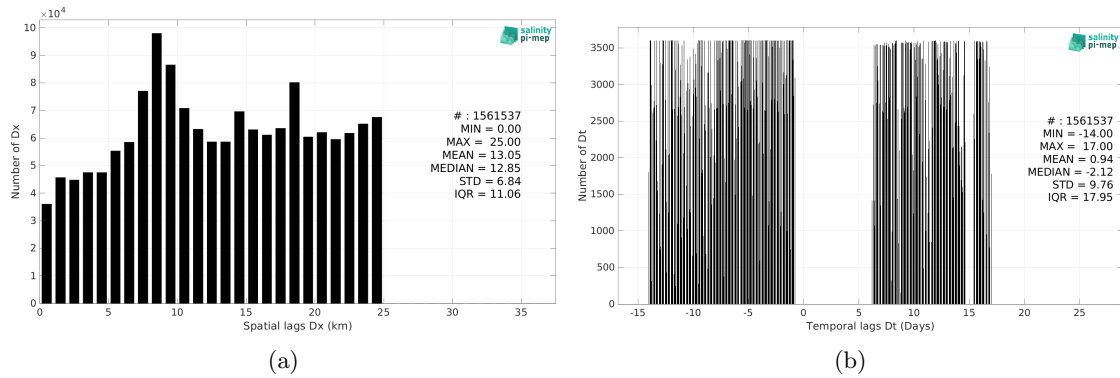 ×10⁴
10
9
8
7
6
5
4
3
2
1
0
Number of Dx
0 5 10 15 20 25 30 35
Spatial lags Dx (km)
salinity
pi-mep
# : 1561537
MIN = 0.00
MAX = 25.00
MEAN = 13.05
MEDIAN = 12.85
STD = 6.84
IQR = 11.06
(a)
3500
3000
2500
2000
1500
1000
500
0
Number of Dt
-15 -10 -5 0 5 10 15 20 25
Temporal lags Dt (Days)
salinity
pi-mep
# : 1561537
MIN = -14.00
MAX = 17.00
MEAN = 0.94
MEDIAN = -2.12
STD = 9.76
IQR = 17.95
(b)